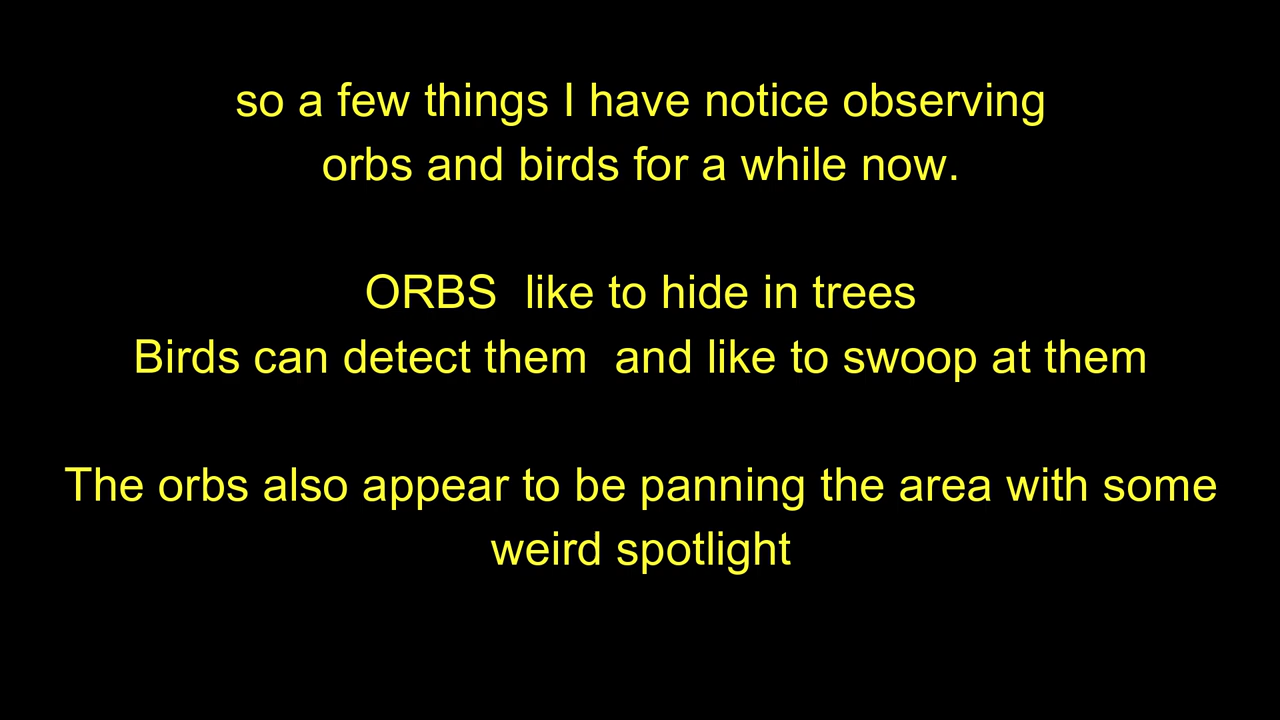 so a few things I have notice observing
orbs and birds for a while now.
ORBS  like to hide in trees
Birds can detect them  and like to swoop at them
The orbs also appear to be panning the area with some
weird spotlight